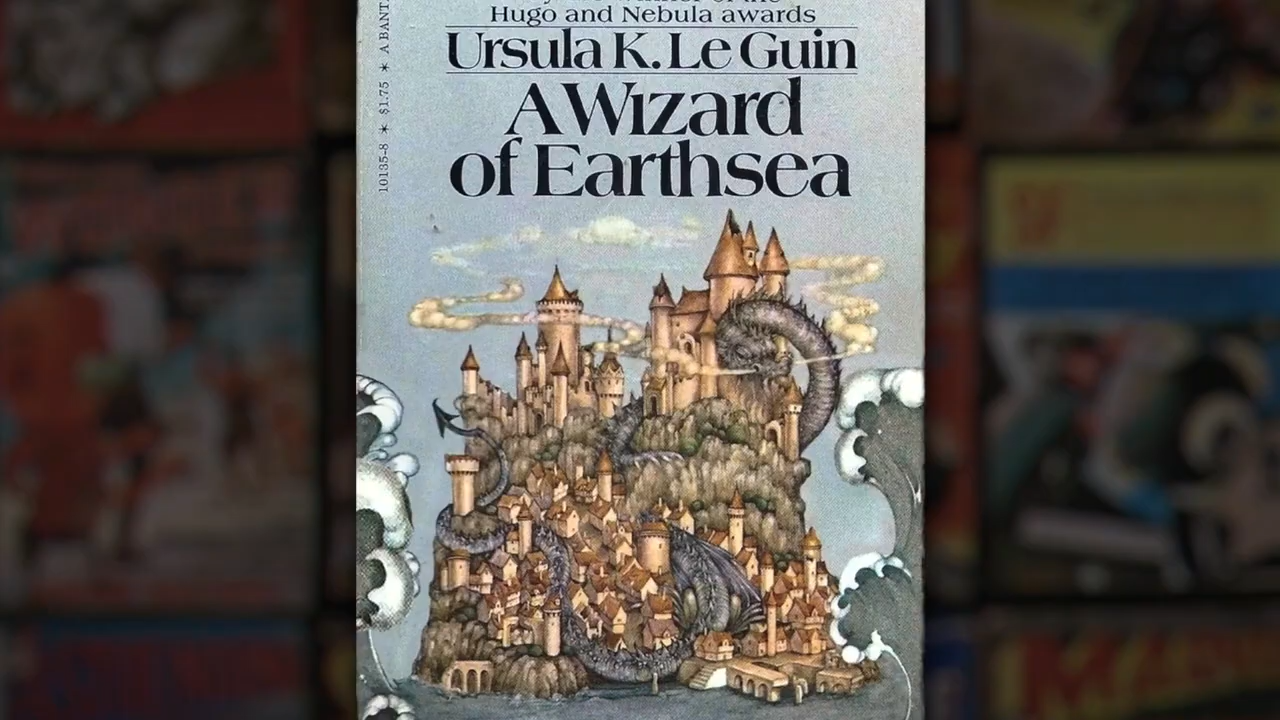 Hugo and Nebula awards
Ursula K. Le Guin
A Wizard
of Earthsea
10135-8 * $1.75 * A BANT